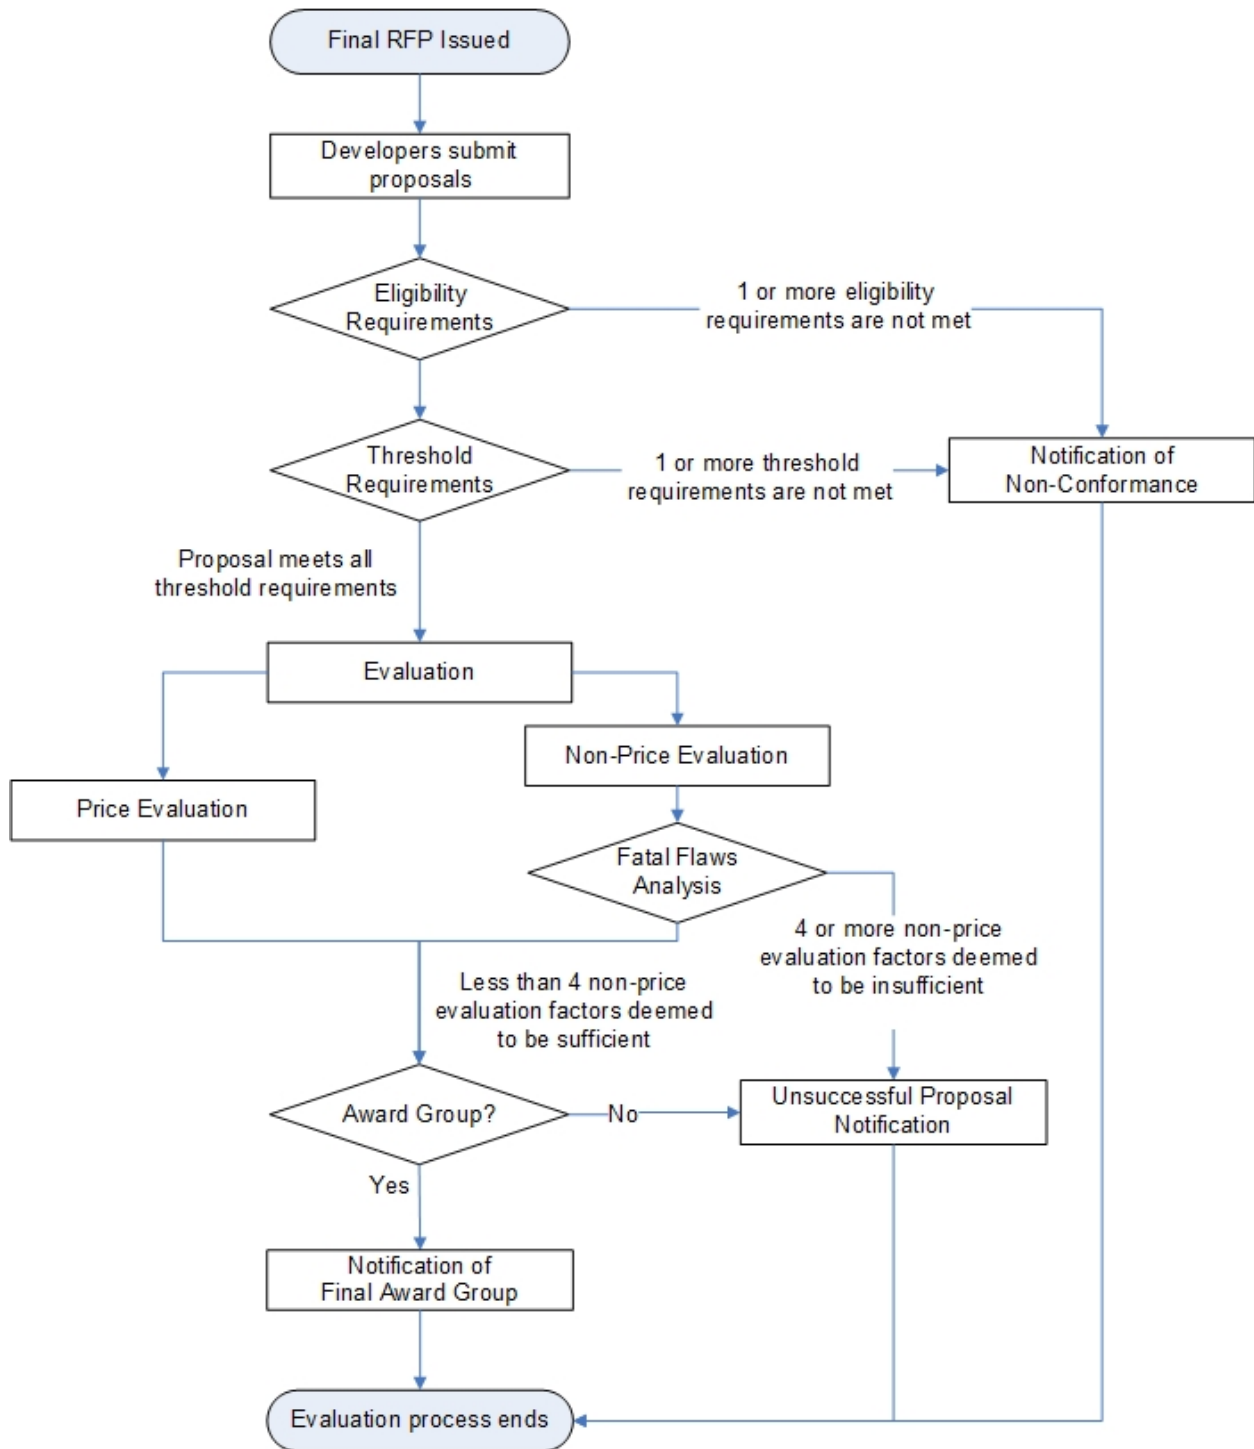 Final RFP Issued
Developers submit
proposals
Eligibility
Requirements
1 or more eligibility
requirements are not met
Threshold
Requirements
1 or more threshold
requirements are not met
Notification of
Non-Conformance
Proposal meets all
threshold requirements
Evaluation
Non-Price Evaluation
Price Evaluation
Fatal Flaws
Analysis
4 or more non-price
evaluation factors deemed
to be insufficient
Less than 4 non-price
evaluation factors deemed
to be sufficient
Award Group?
No
Unsuccessful Proposal
Notification
Yes
Notification of
Final Award Group
Evaluation process ends